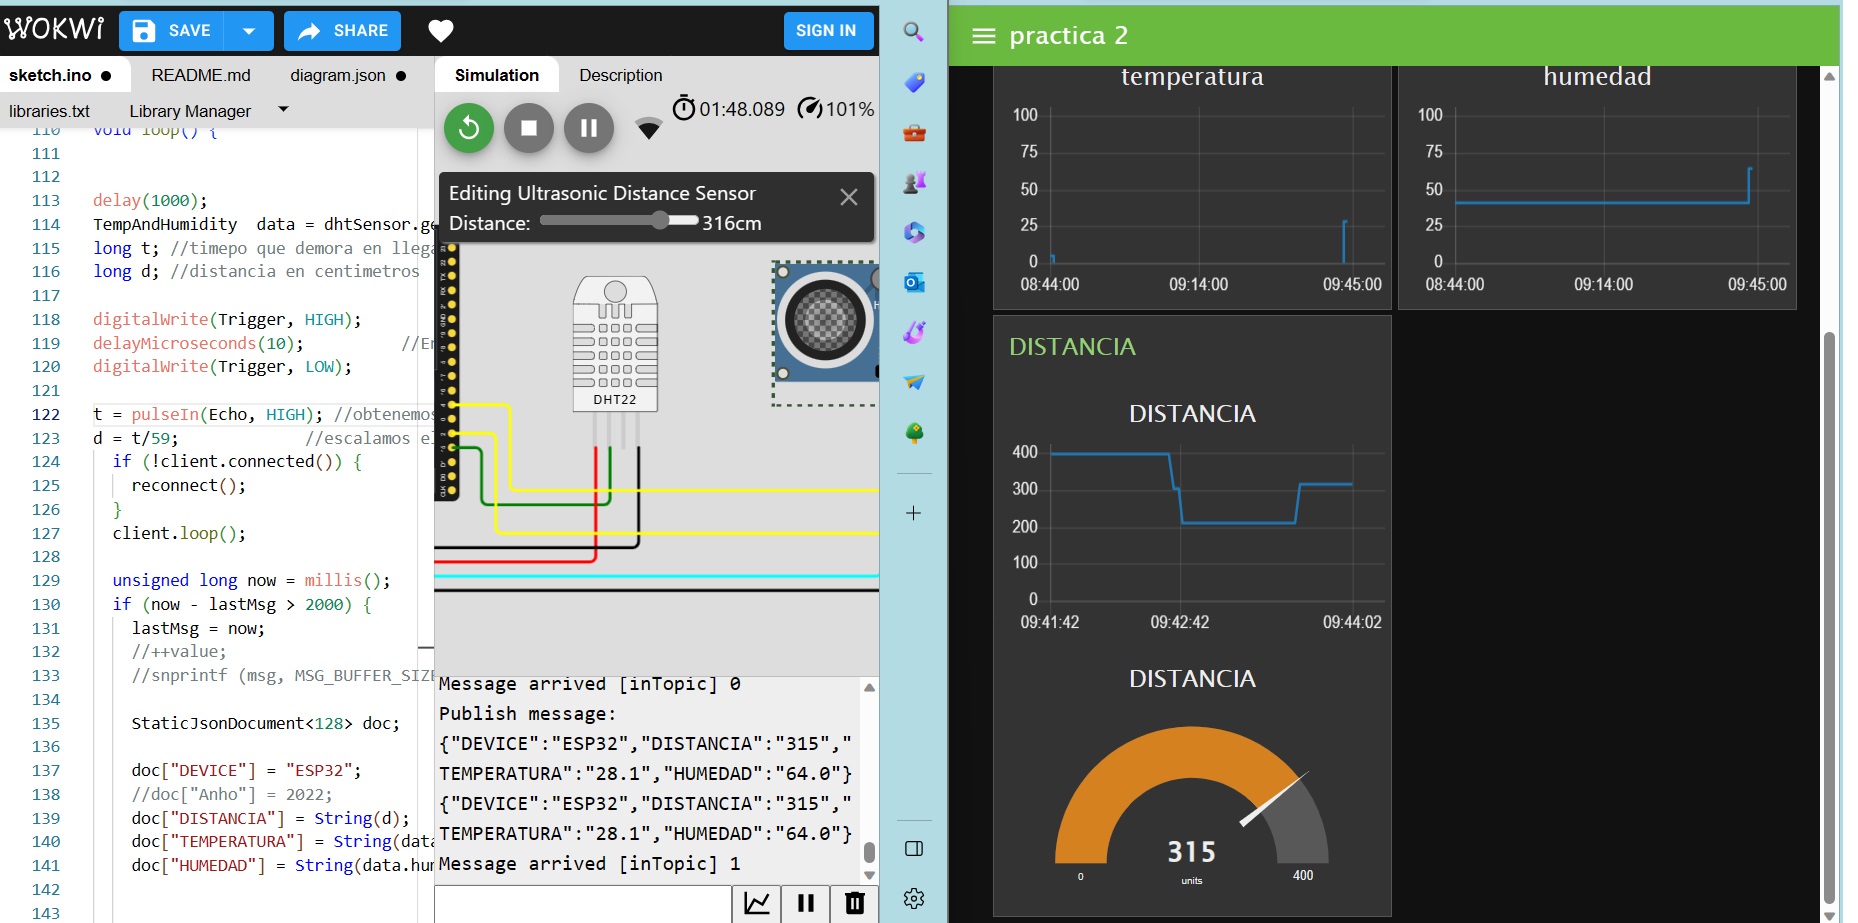 WOKWI
SAVE
SHARE
SIGN IN
sketch.ino
README.md
diagram.json
Simulation
Description
libraries.txt
Library Manager
01:48.089
101%
Editing Ultrasonic Distance Sensor
Distance:
316cm
110 void loop() {
111
112
113 delay(1000);
114 TempAndHumidity  data = dhtSensor.ge
115 long t; //timepo que demora en llega
116 long d; //distancia en centimetros
117
118 digitalWrite(Trigger, HIGH);
119 delayMicroseconds(10);          //En
120 digitalWrite(Trigger, LOW);
121
122 t = pulseIn(Echo, HIGH); //obtenemos
123 d = t/59;             //escalamos el
124 if (!client.connected()) {
125 reconnect();
126 }
127 client.loop();
128
129 unsigned long now = millis();
130 if (now - lastMsg > 2000) {
131 lastMsg = now;
132 //++value;
133 //snprintf (msg, MSG_BUFFER_SIZE
134
135 StaticJsonDocument<128> doc;
136
137 doc["DEVICE"] = "ESP32";
138 //doc["Anho"] = 2022;
139 doc["DISTANCIA"] = String(d);
140 doc["TEMPERATURA"] = String(data
141 doc["HUMEDAD"] = String(data.hum
142
143
DHT22
Message arrived [inTopic] 0
Publish message:
{"DEVICE":"ESP32","DISTANCIA":"315","
TEMPERATURA":"28.1","HUMEDAD":"64.0"}
{"DEVICE":"ESP32","DISTANCIA":"315","
TEMPERATURA":"28.1","HUMEDAD":"64.0"}
Message arrived [inTopic] 1
practica 2
temperatura
100
75
50
25
0
08:44:00
09:14:00
09:45:00
humedad
100
75
50
25
0
08:44:00
09:14:00
09:45:00
DISTANCIA
DISTANCIA
400
300
200
100
0
09:41:42
09:42:42
09:44:02
DISTANCIA
315
0
units
400